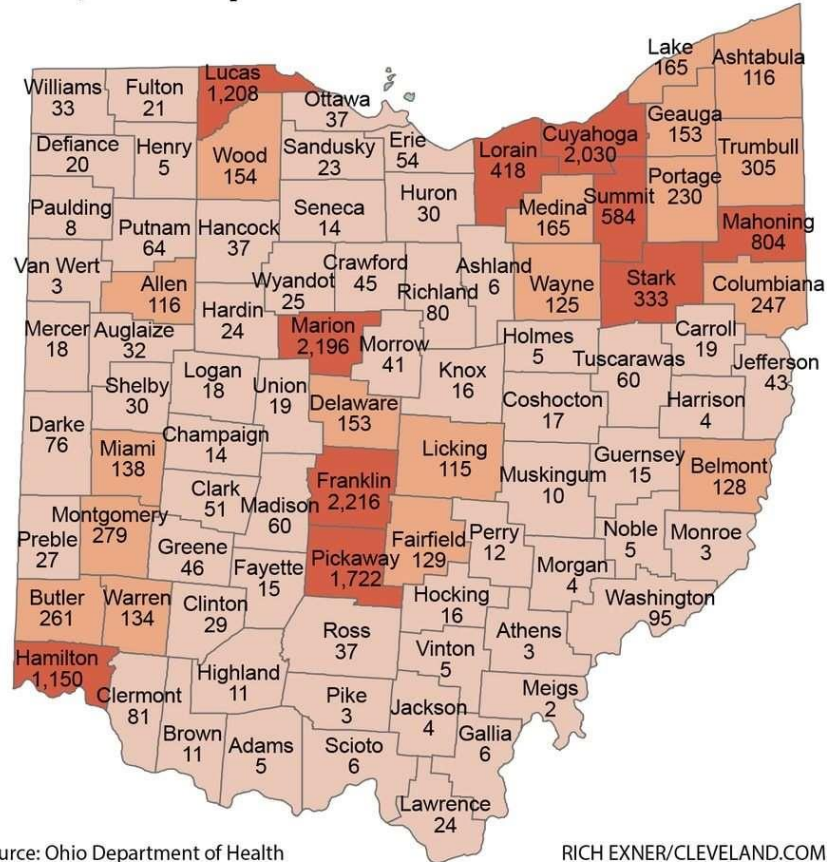 Lake
165
Ashtabula
116
Williams
33
Fulton
21
Lucas
1,208
Ottawa
37
Geauga
153
Cuyahoga
2,030
Defiance
20
Henry
5
Wood
154
Sandusky
23
Erie
54
Lorain
418
Trumbull
305
Portage
230
Summit
584
Medina
165
Huron
30
Paulding
8
Putnam
64
Hancock
37
Seneca
14
Mahoning
804
Van Wert
3
Allen
116
Wyandot
25
Crawford
45
Richland
80
Ashland
6
Wayne
125
Stark
333
Columbiana
247
Mercer
18
Auglaize
32
Hardin
24
Marion
2,196
Morrow
41
Holmes
5
Tuscarawas
60
Carroll
19
Jefferson
43
Shelby
30
Logan
18
Union
19
Knox
16
Delaware
153
Coshocton
17
Harrison
4
Darke
76
Miami
138
Champaign
14
Licking
115
Muskingum
10
Guernsey
15
Belmont
128
Clark
51
Madison
60
Franklin
2,216
Montgomery
279
Preble
27
Greene
46
Fayette
15
Pickaway
1,722
Fairfield
129
Perry
12
Noble
5
Monroe
3
Morgan
4
Washington
95
Butler
261
Warren
134
Clinton
29
Hocking
16
Ross
37
Athens
3
Vinton
5
Hamilton
1,150
Clermont
81
Highland
11
Pike
3
Jackson
4
Meigs
2
Brown
11
Adams
5
Scioto
6
Gallia
6
Lawrence
24
urce: Ohio Department of Health
RICH EXNER/CLEVELAND.COM